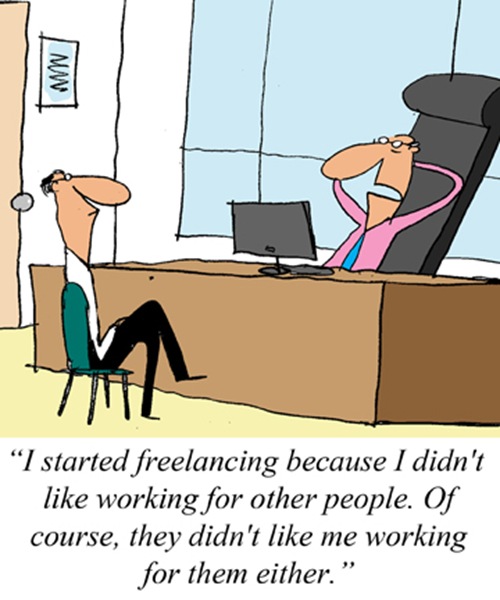 “I started freelancing because I didn't
like working for other people. Of
course, they didn't like me working
for them either.”